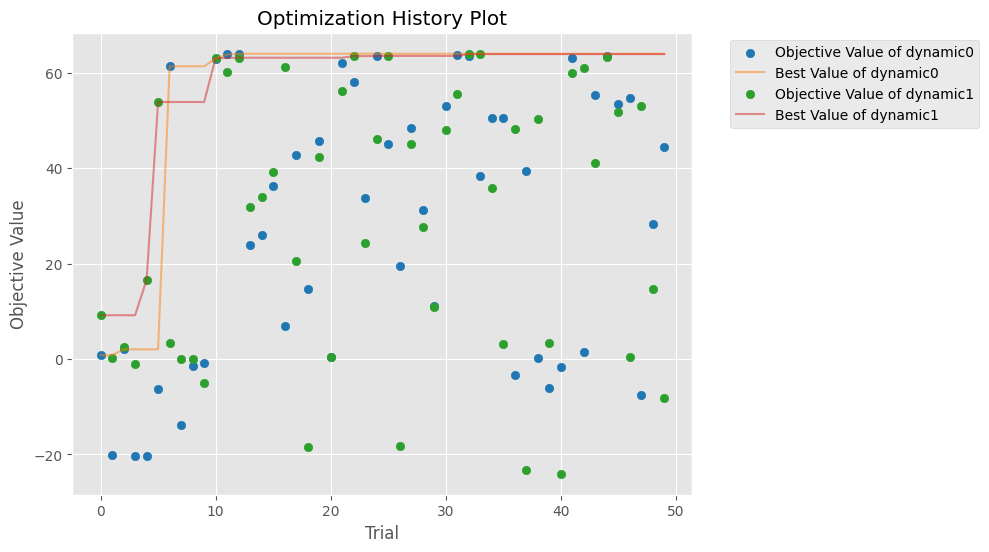 Optimization History Plot
Objective Value of dynamic0
Best Value of dynamic0
Objective Value of dynamic1
Best Value of dynamic1
Objective Value
60
40
20
0
−20
0 10 20 30 40 50
Trial